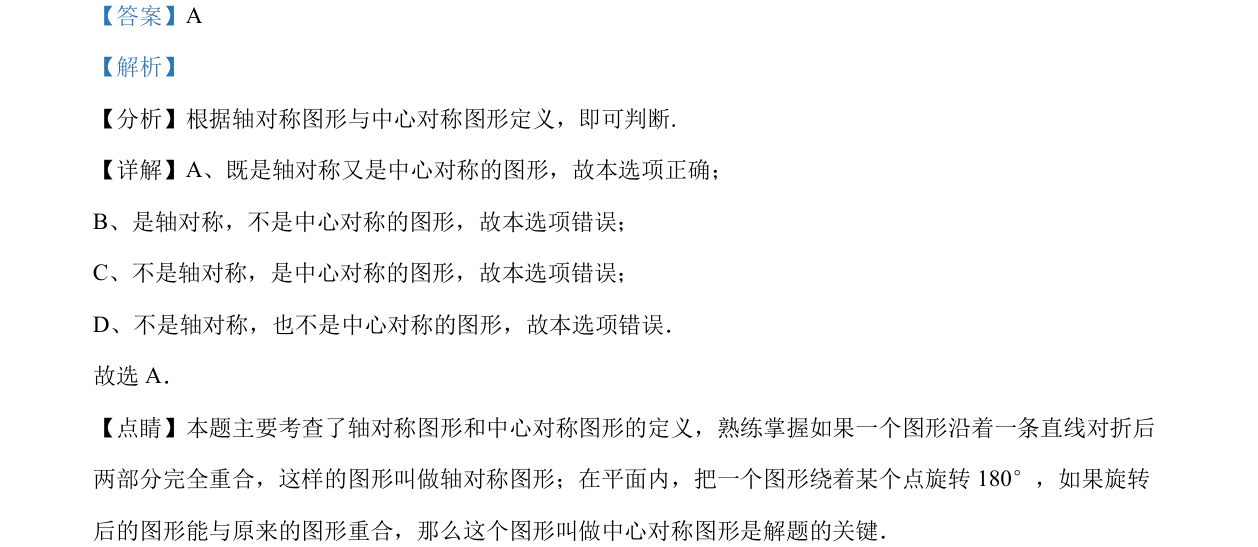 【答案】A
【解析】
【分析】根据轴对称图形与中心对称图形定义，即可判断.
【详解】A、既是轴对称又是中心对称的图形，故本选项正确；
B、是轴对称，不是中心对称的图形，故本选项错误；
C、不是轴对称，是中心对称的图形，故本选项错误；
D、不是轴对称，也不是中心对称的图形，故本选项错误．
故选 A．
【点睛】本题主要考查了轴对称图形和中心对称图形的定义，熟练掌握如果一个图形沿着一条直线对折后
两部分完全重合，这样的图形叫做轴对称图形；在平面内，把一个图形绕着某个点旋转 180°，如果旋转
后的图形能与原来的图形重合，那么这个图形叫做中心对称图形是解题的关键．